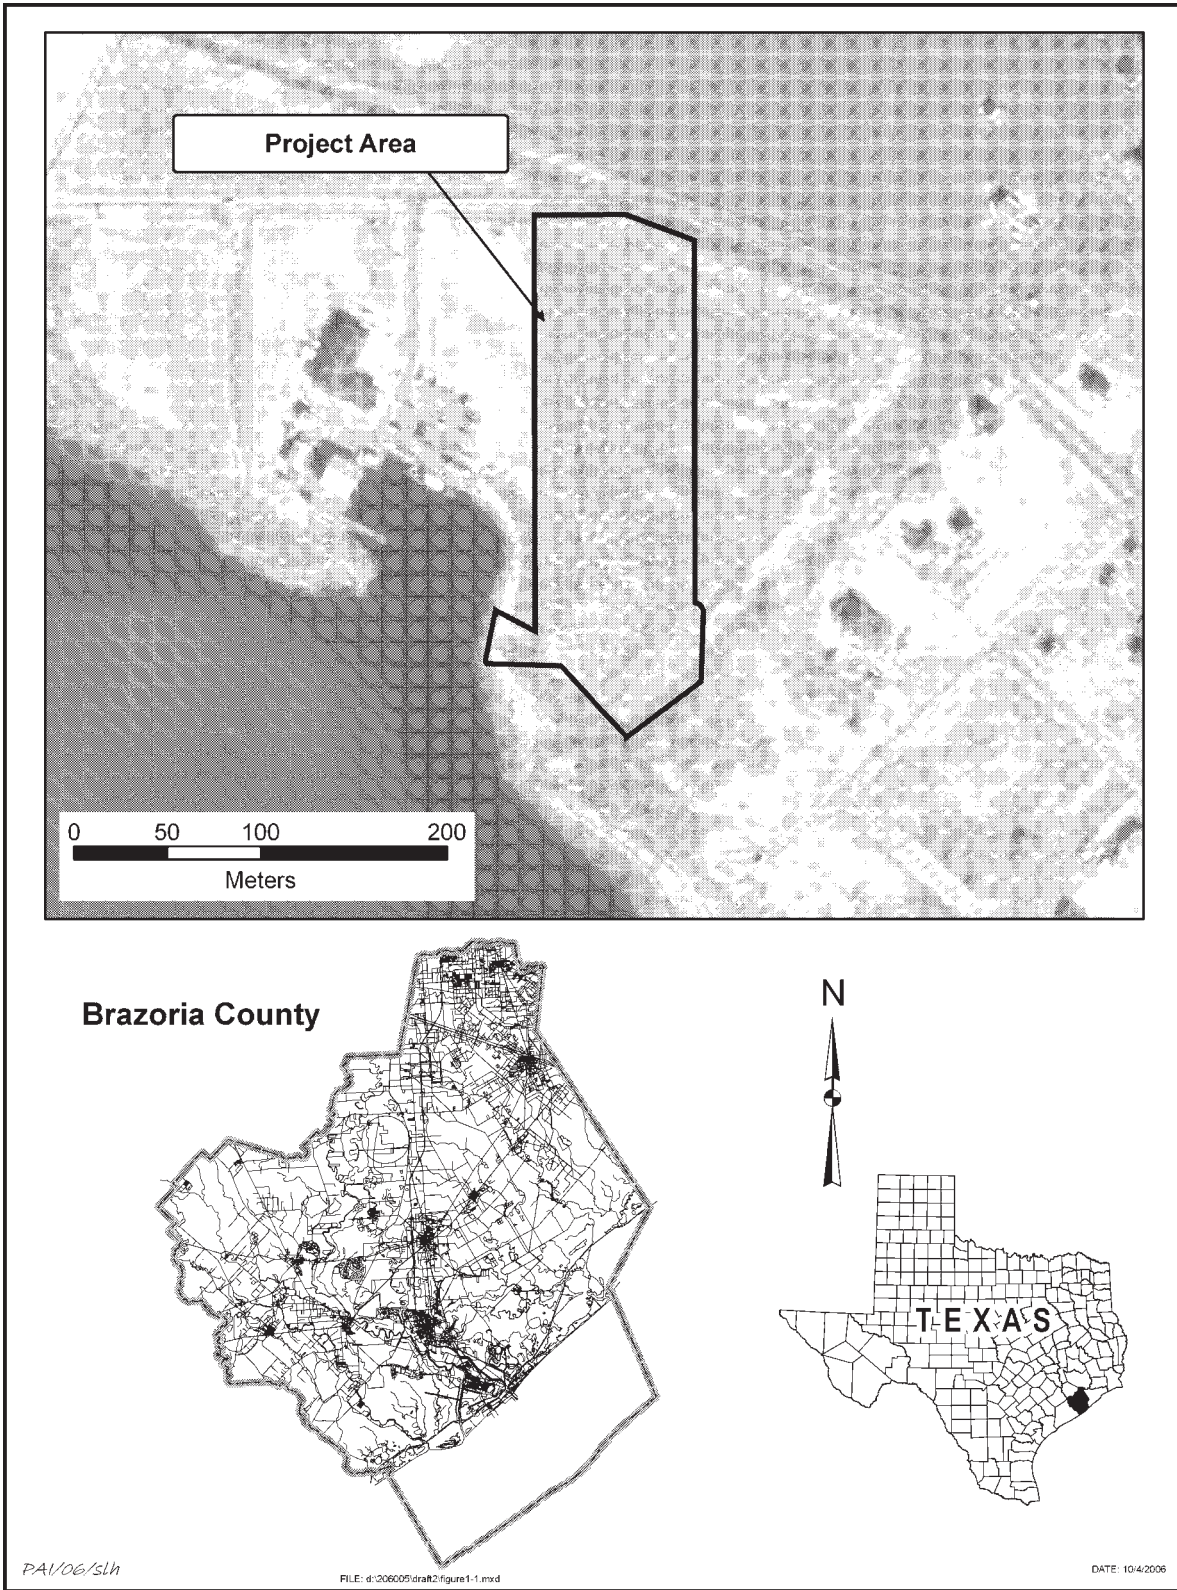 Project Area
0 50 100 200
Meters
Brazoria County
N
TEXAS
PAI/06/slh
FILE: d:\206005\draft2\figure1-1.mxd
DATE: 10/4/2006